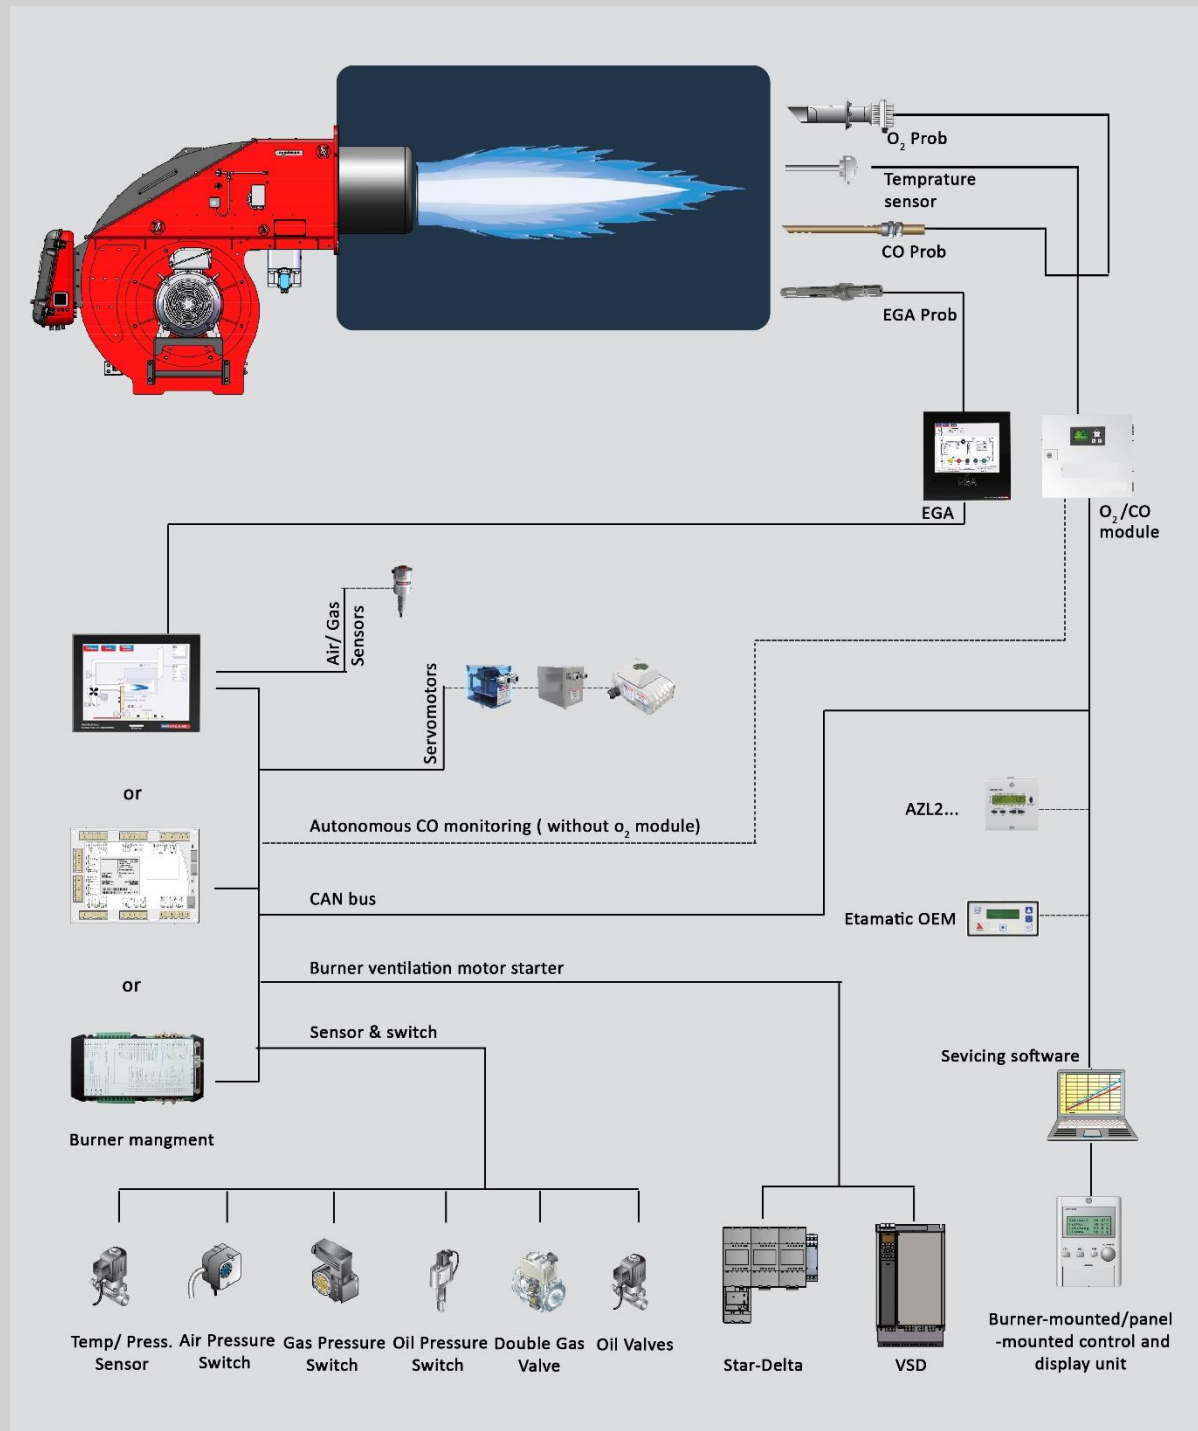 O₂ Prob
Temprature
sensor
CO Prob
EGA Prob
EGA
O₂ /CO
module
Air/ Gas
Sensors
Servomotors
or
AZL2...
Autonomous CO monitoring ( without o₂ module)
CAN bus
Etamatic OEM
or
Burner ventilation motor starter
Sensor & switch
Sevicing software
Burner mangment
Temp/ Press.
Sensor
Air Pressure
Switch
Gas Pressure
Switch
Oil Pressure
Switch
Double Gas
Valve
Oil Valves
Star-Delta
VSD
Burner-mounted/panel
-mounted control and
display unit